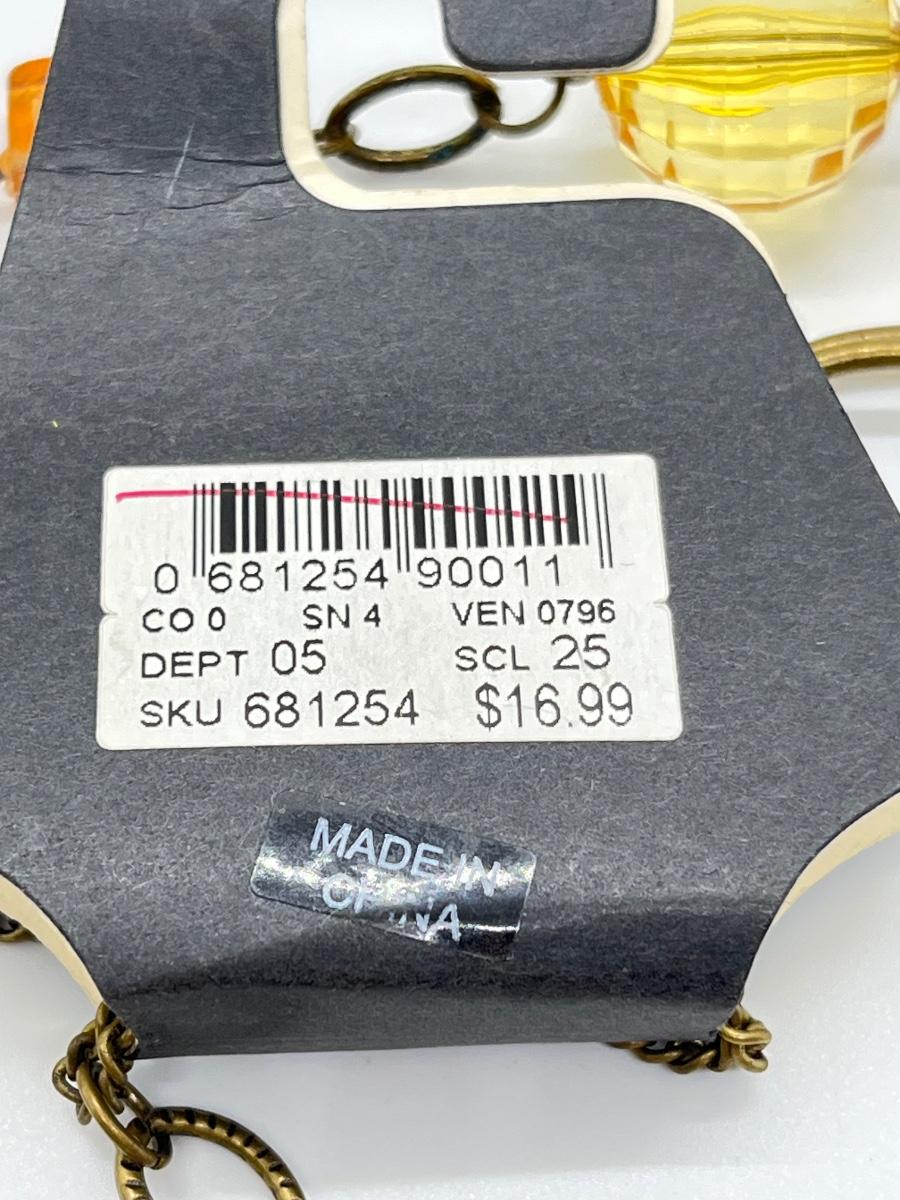 0 681254 90011
CO 0 SN 4 VEN 0796
DEPT 05 SCL 25
SKU 681254 $16.99
MADE IN
CHINA